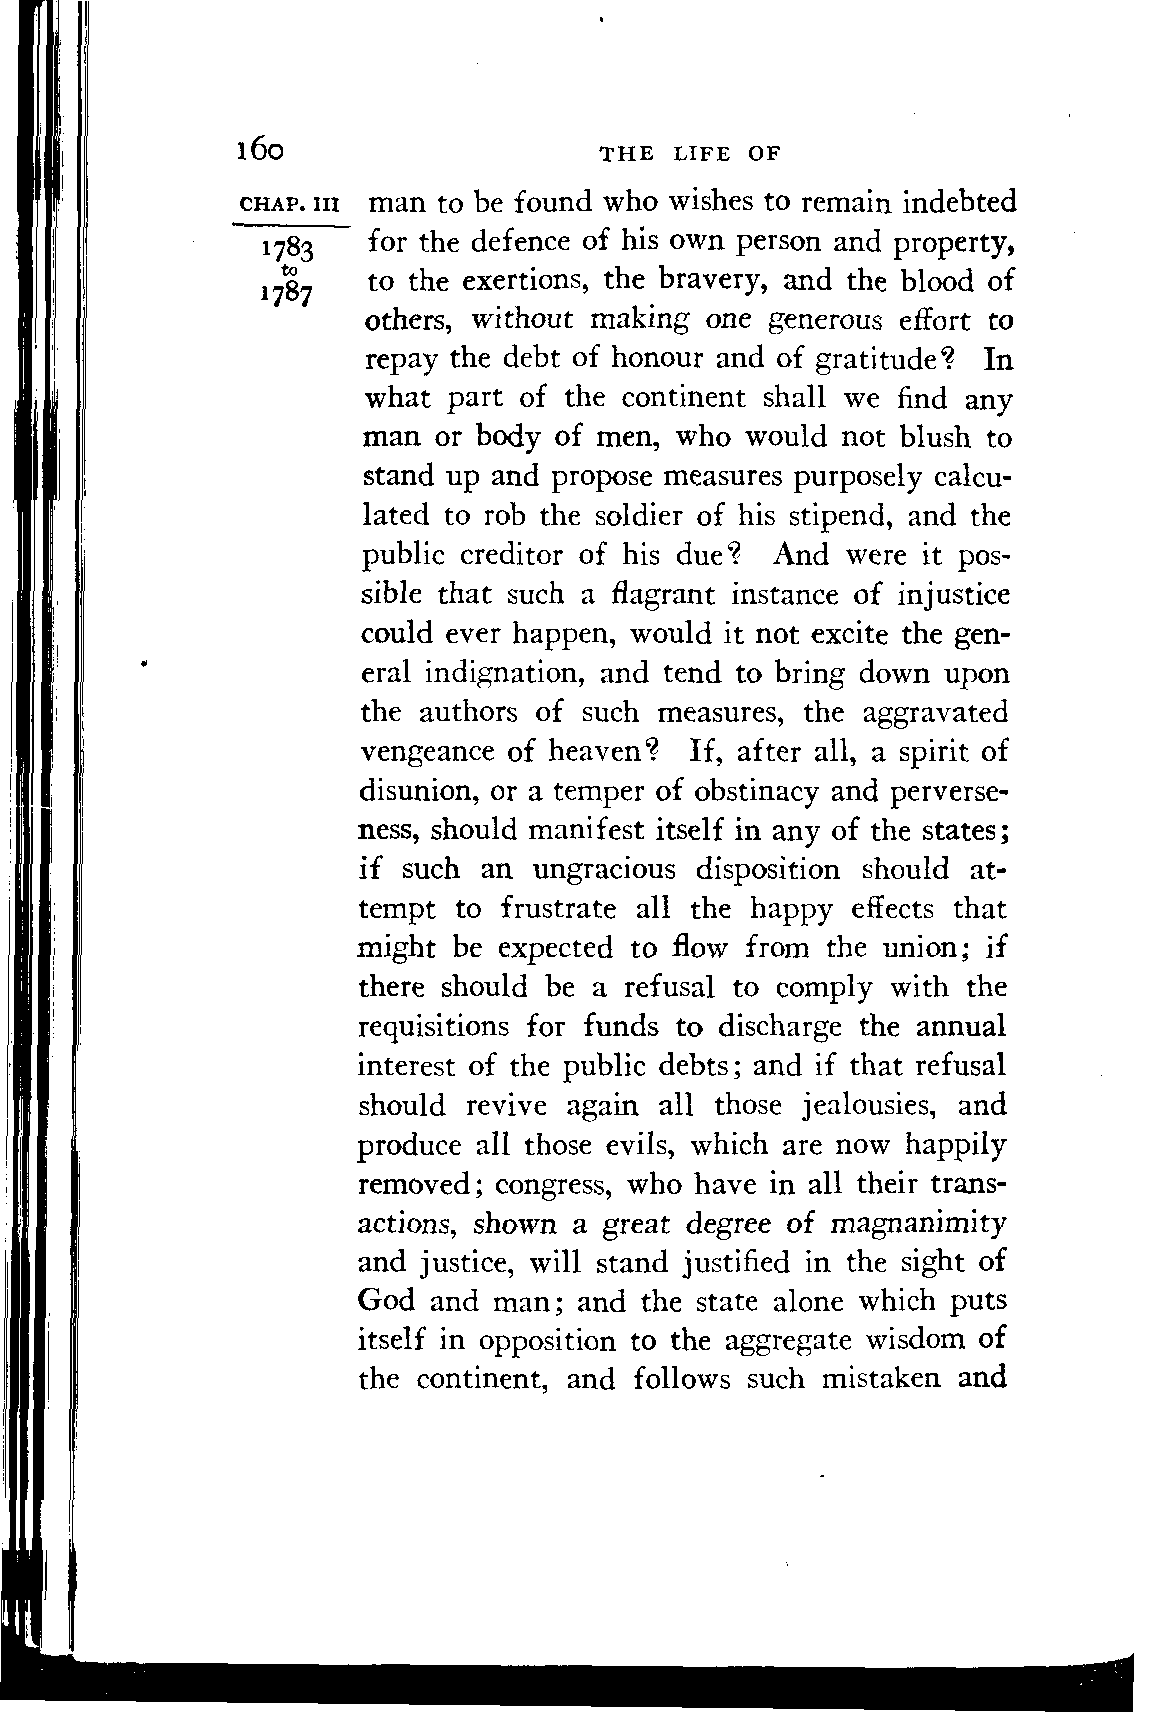 160 THE LIFE OF
CHAP. III man to be found who wishes to remain indebted
1783 for the defence of his own person and property,
to
1787 to the exertions, the bravery, and the blood of
others, without making one generous effort to
repay the debt of honour and of gratitude? In
what part of the continent shall we find any
man or body of men, who would not blush to
stand up and propose measures purposely calcu-
lated to rob the soldier of his stipend, and the
public creditor of his due? And were it pos-
sible that such a flagrant instance of injustice
could ever happen, would it not excite the gen-
eral indignation, and tend to bring down upon
the authors of such measures, the aggravated
vengeance of heaven? If, after all, a spirit of
disunion, or a temper of obstinacy and perverse-
ness, should manifest itself in any of the states;
if such an ungracious disposition should at-
tempt to frustrate all the happy effects that
might be expected to flow from the union; if
there should be a refusal to comply with the
requisitions for funds to discharge the annual
interest of the public debts; and if that refusal
should revive again all those jealousies, and
produce all those evils, which are now happily
removed; congress, who have in all their trans-
actions, shown a great degree of magnanimity
and justice, will stand justified in the sight of
God and man; and the state alone which puts
itself in opposition to the aggregate wisdom of
the continent, and follows such mistaken and